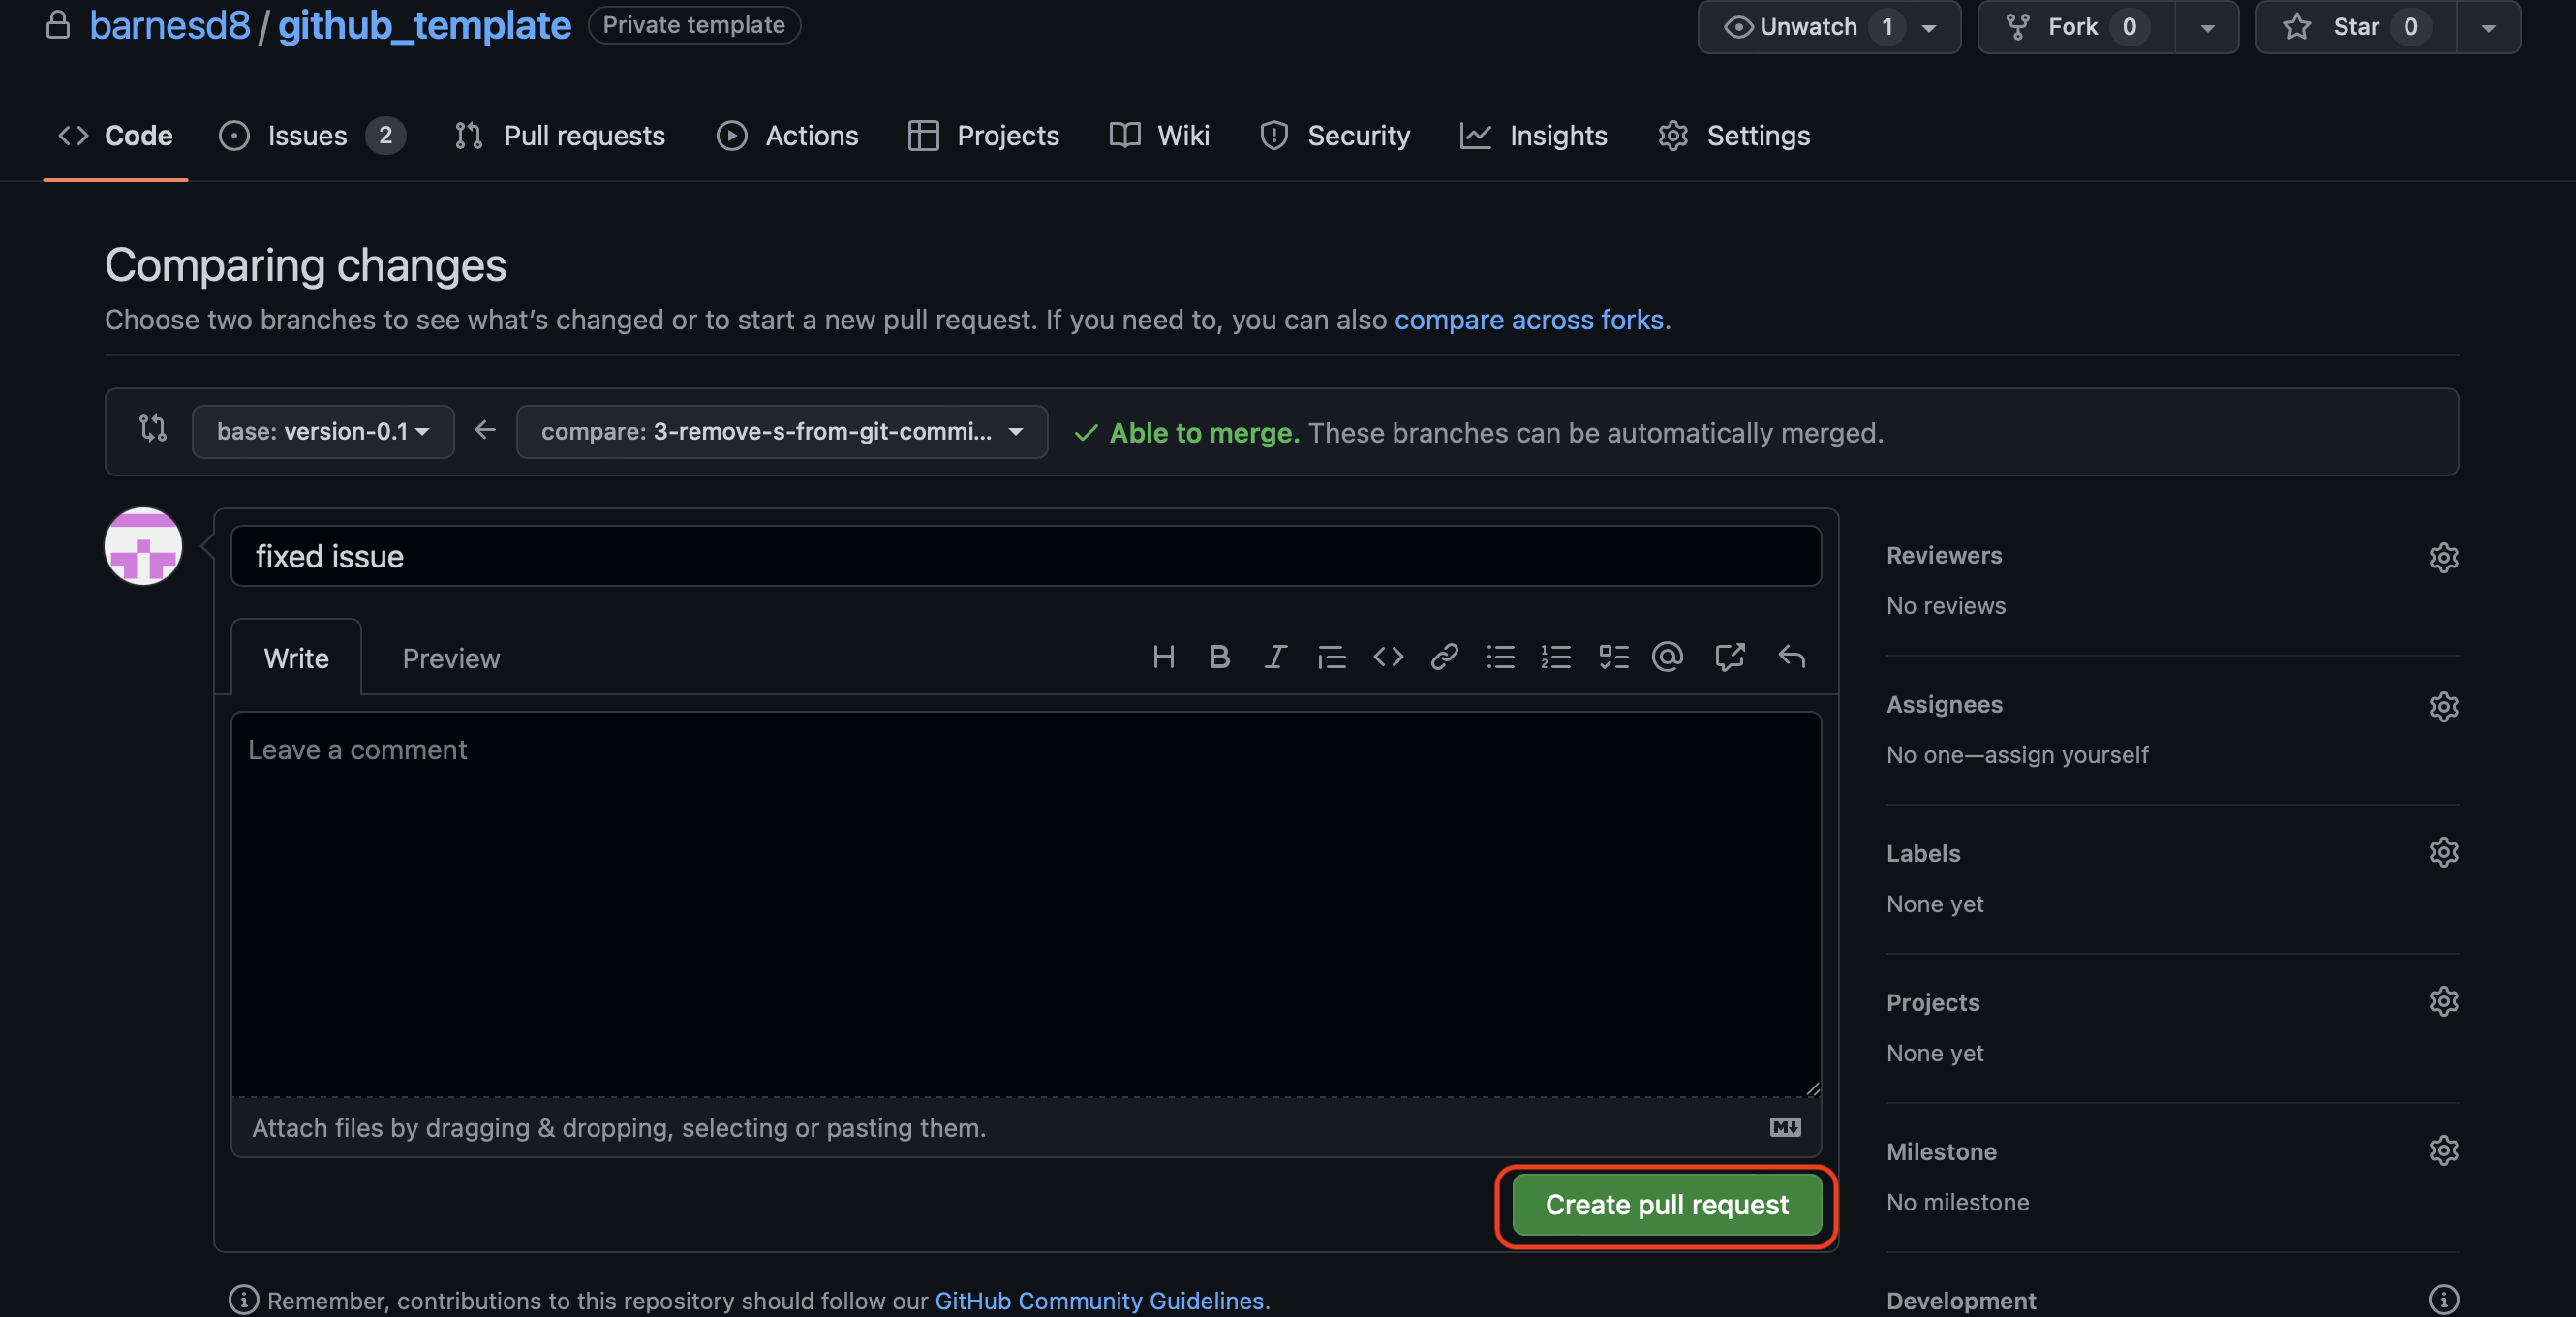 barnesd8 / github_template Private template Unwatch 1 Fork 0 Star 0
Code Issues 2 Pull requests Actions Projects Wiki Security Insights Settings
Comparing changes
Choose two branches to see what’s changed or to start a new pull request. If you need to, you can also compare across forks.
base: version-0.1 compare: 3-remove-s-from-git-commi... Able to merge. These branches can be automatically merged.
fixed issue
Write Preview
Leave a comment
Attach files by dragging & dropping, selecting or pasting them.
Create pull request
Remember, contributions to this repository should follow our GitHub Community Guidelines.
Reviewers
No reviews
Assignees
No one—assign yourself
Labels
None yet
Projects
None yet
Milestone
No milestone
Development